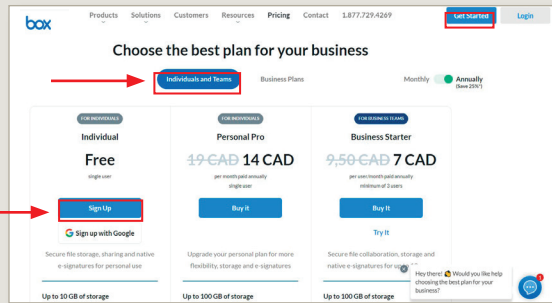 box
Products Solutions Customers Resources Pricing Contact 1.877.729.4269 Get Started Login
Choose the best plan for your business
Individuals and Teams Business Plans Monthly Annually
(Save 25%*)
FOR INDIVIDUALS FOR INDIVIDUALS FOR BUSINESS TEAMS
Individual Personal Pro Business Starter
Free 19 CAD 14 CAD 9,50 CAD 7 CAD
single user per month paid annually per user/month paid annually
single user minimum of 3 users
Sign Up Buy it Buy It
G Sign up with Google Try it
Secure file storage, sharing and native Upgrade your personal plan for more Secure file collaboration, storage and
e-signatures for personal use flexibility, storage and e-signatures native e-signatures for up to
Hey there! Would you like help
choosing the best plan for your
business?
1
Up to 10 GB of storage Up to 100 GB of storage Up to 100 GB of storage